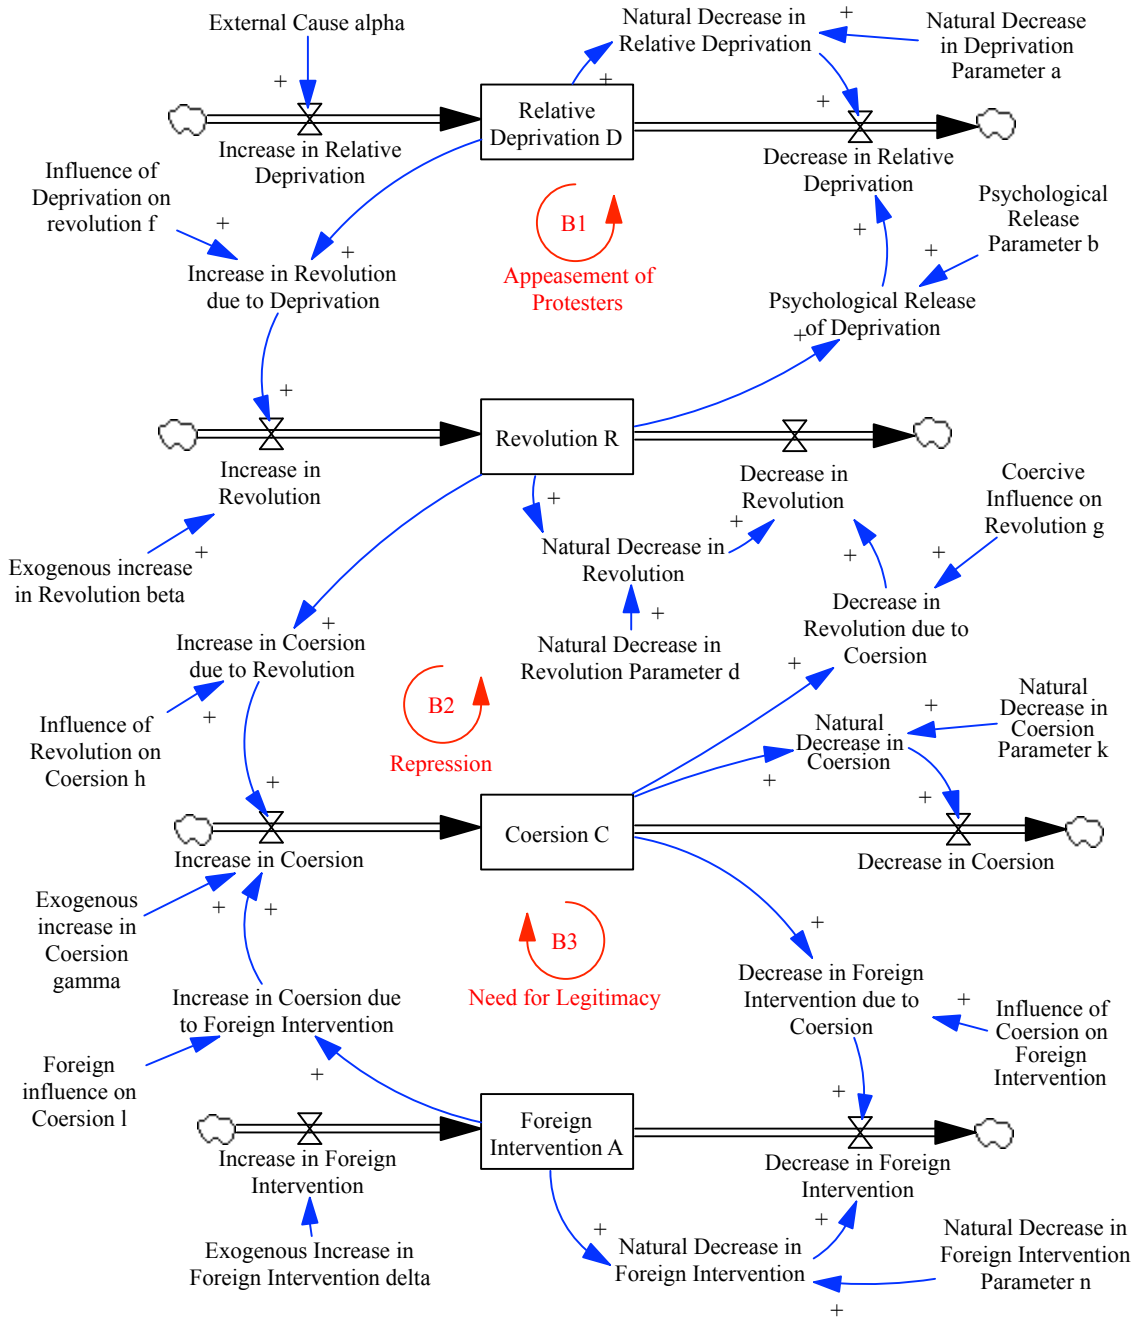 External Cause alpha
+
Natural Decrease in
Relative Deprivation
+
+
Natural Decrease
in Deprivation
Parameter a
+
Relative
Deprivation D
Increase in Relative
Deprivation
+
Decrease in Relative
Deprivation
Influence of
Deprivation on
revolution f
+
+
Increase in Revolution
due to Deprivation
B1
Appeasement of
Protesters
+
Psychological
Release
Parameter b
+
Psychological Release
of Deprivation
+
+
Revolution R
Increase in
Revolution
Exogenous increase
in Revolution beta
+
+
Natural Decrease in
Revolution
+
Decrease in
Revolution
+
Coercive
Influence on
Revolution g
+
Natural Decrease in
Revolution Parameter d
+
Decrease in
Revolution due to
Coersion
+
Increase in Coersion
due to Revolution
+
Influence of
Revolution on
Coersion h
+
B2
Repression
Natural
Decrease in
Coersion
+
+
Natural
Decrease in
Coersion
Parameter k
+
+
Coersion C
Increase in Coersion
Decrease in Coersion
Exogenous
increase in
Coersion
gamma
+
+
B3
Need for Legitimacy
+
Decrease in Foreign
Intervention due to
Coersion
+
Influence of
Coersion on
Foreign
Intervention
Increase in Coersion due
to Foreign Intervention
Foreign
influence on
Coersion l
+
+
Foreign
Intervention A
Increase in Foreign
Intervention
Decrease in Foreign
Intervention
Exogenous Increase in
Foreign Intervention delta
+
Natural Decrease in
Foreign Intervention
+
+
Natural Decrease in
Foreign Intervention
Parameter n